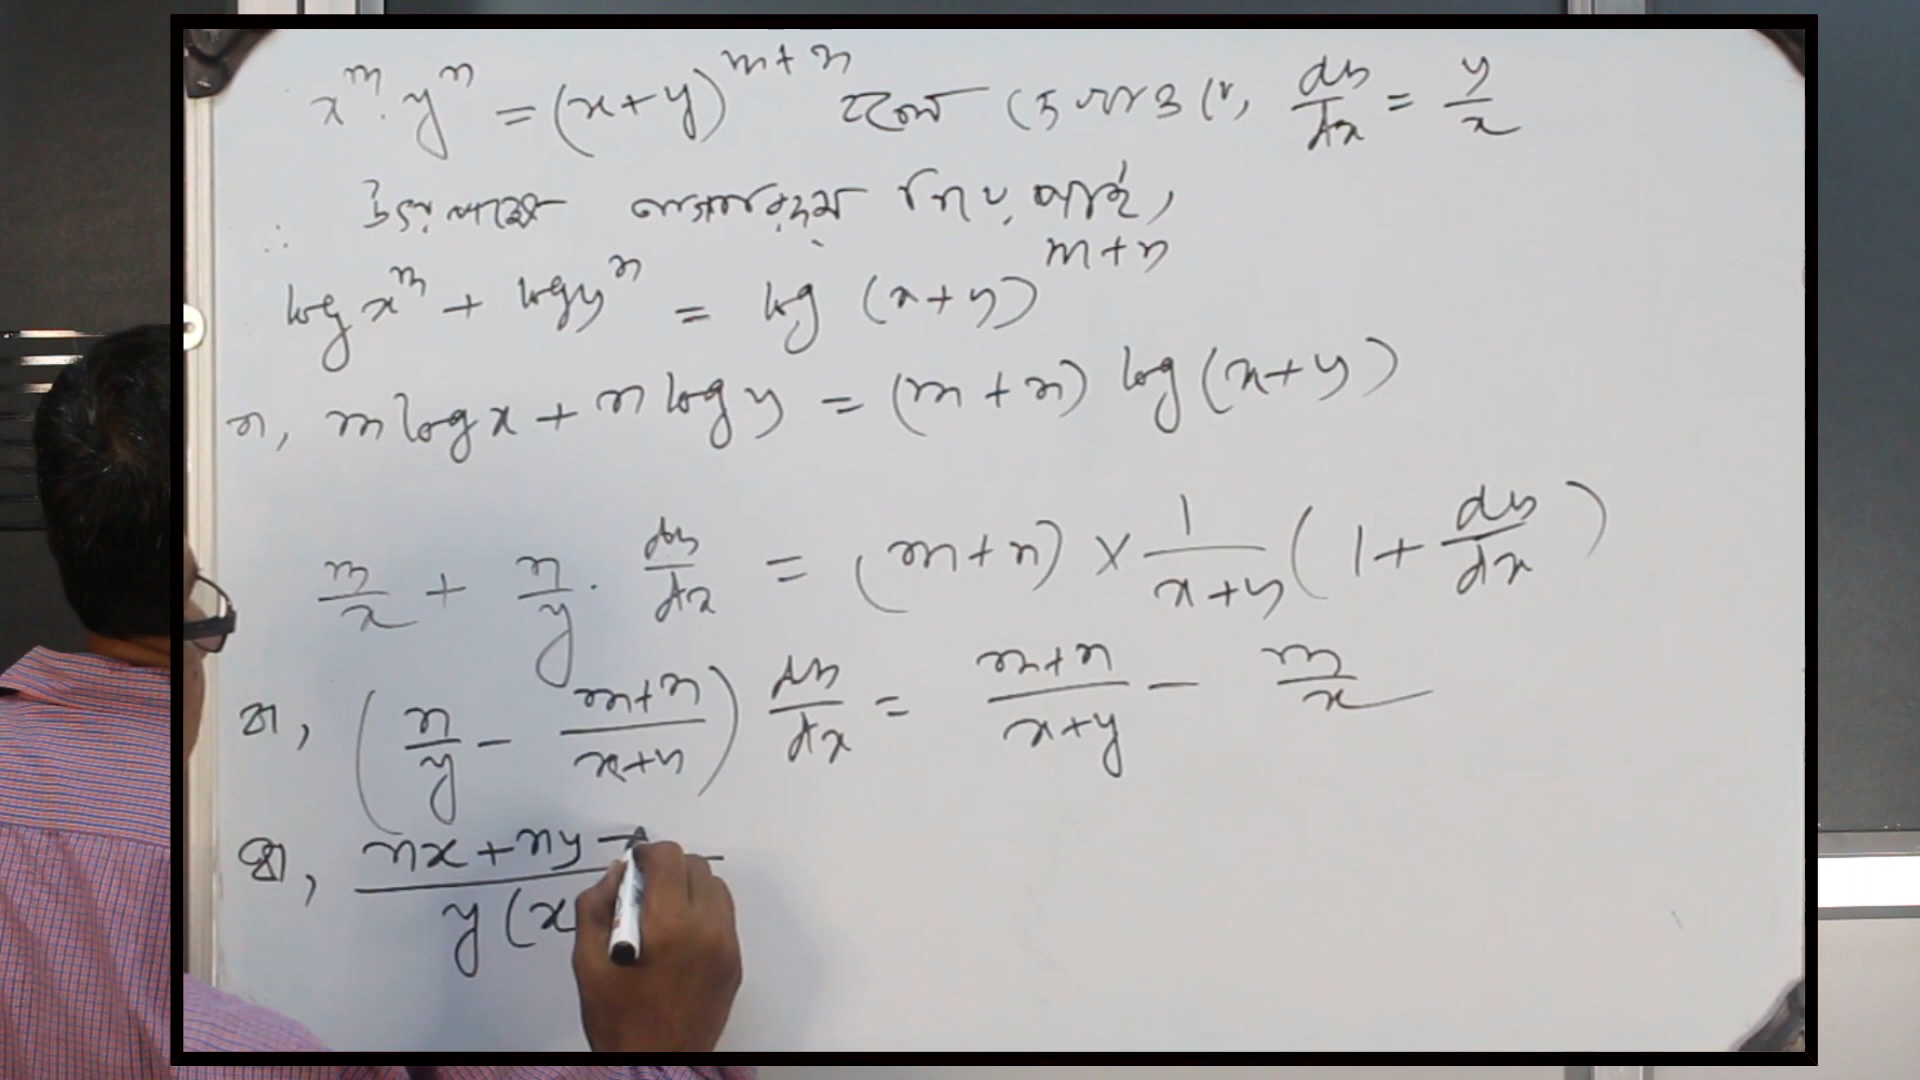 x^m · y^n = (x+y)^{m+n} হলে দেখাও যে, dy/dx = y/x
∴ উভয়পক্ষে লগারিদম নিয়ে পাই,
log x^m + log y^n = log (x+y)^{m+n}
বা, m log x + n log y = (m+n) log (x+y)
m/x + n/y · dy/dx = (m+n) × 1/(x+y) (1 + dy/dx)
বা, (n/y − (m+n)/(x+y)) dy/dx = (m+n)/(x+y) − m/x
বা, nx + ny −
y (x